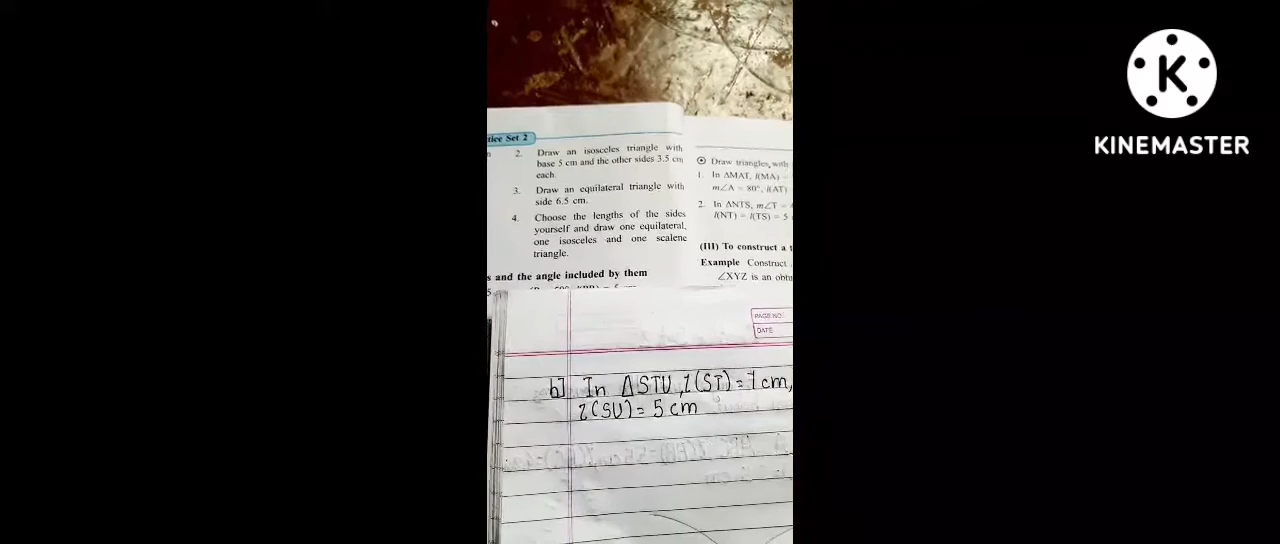 K
KINEMASTER
tice Set 2
2. Draw an isosceles triangle with
base 5 cm and the other sides 3.5 cm
each.
3. Draw an equilateral triangle with
side 6.5 cm.
4. Choose the lengths of the sides
yourself and draw one equilateral,
one isosceles and one scalene
triangle.
s and the angle included by them
Draw triangles with
1. In ΔMAT, l(MA) =
m∠A = 80°, l(AT)
2. In ΔNTS, m∠T =
l(NT) = l(TS) = 5
(III) To construct a t
Example Construct
∠XYZ is an obtu
PAGE NO.
DATE
b] In ΔSTU, l(ST) = 7 cm,
l(SU) = 5 cm